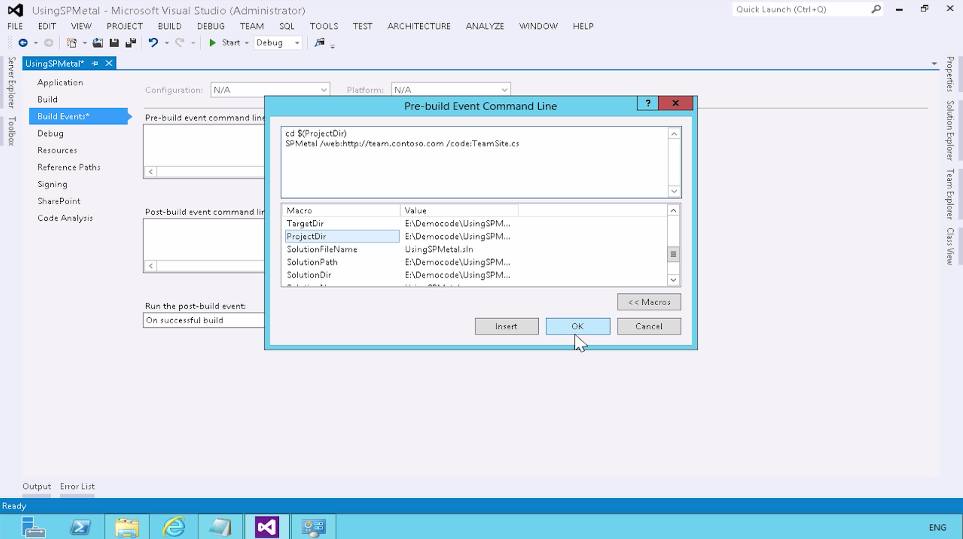 UsingSPMetal - Microsoft Visual Studio (Administrator)
Quick Launch (Ctrl+Q)
FILE EDIT VIEW PROJECT BUILD DEBUG TEAM SQL TOOLS TEST ARCHITECTURE ANALYZE WINDOW HELP
Start Debug
Server Explorer
Toolbox
UsingSPMetal*
Application
Build
Build Events*
Debug
Resources
Reference Paths
Signing
SharePoint
Code Analysis
Configuration: N/A Platform: N/A
Pre-build event command line
Post-build event command lin
Run the post-build event:
On successful build
Pre-build Event Command Line
? x
cd $(ProjectDir)
SPMetal /web:http://team.contoso.com /code:TeamSite.cs
Macro Value
TargetDir E:\Democode\UsingSPM...
ProjectDir E:\Democode\UsingSPM...
SolutionFileName UsingSPMetal.sln
SolutionPath E:\Democode\UsingSPM...
SolutionDir E:\Democode\UsingSPM...
<< Macros
Insert OK Cancel
Properties
Solution Explorer
Team Explorer
Class View
Output Error List
Ready
ENG